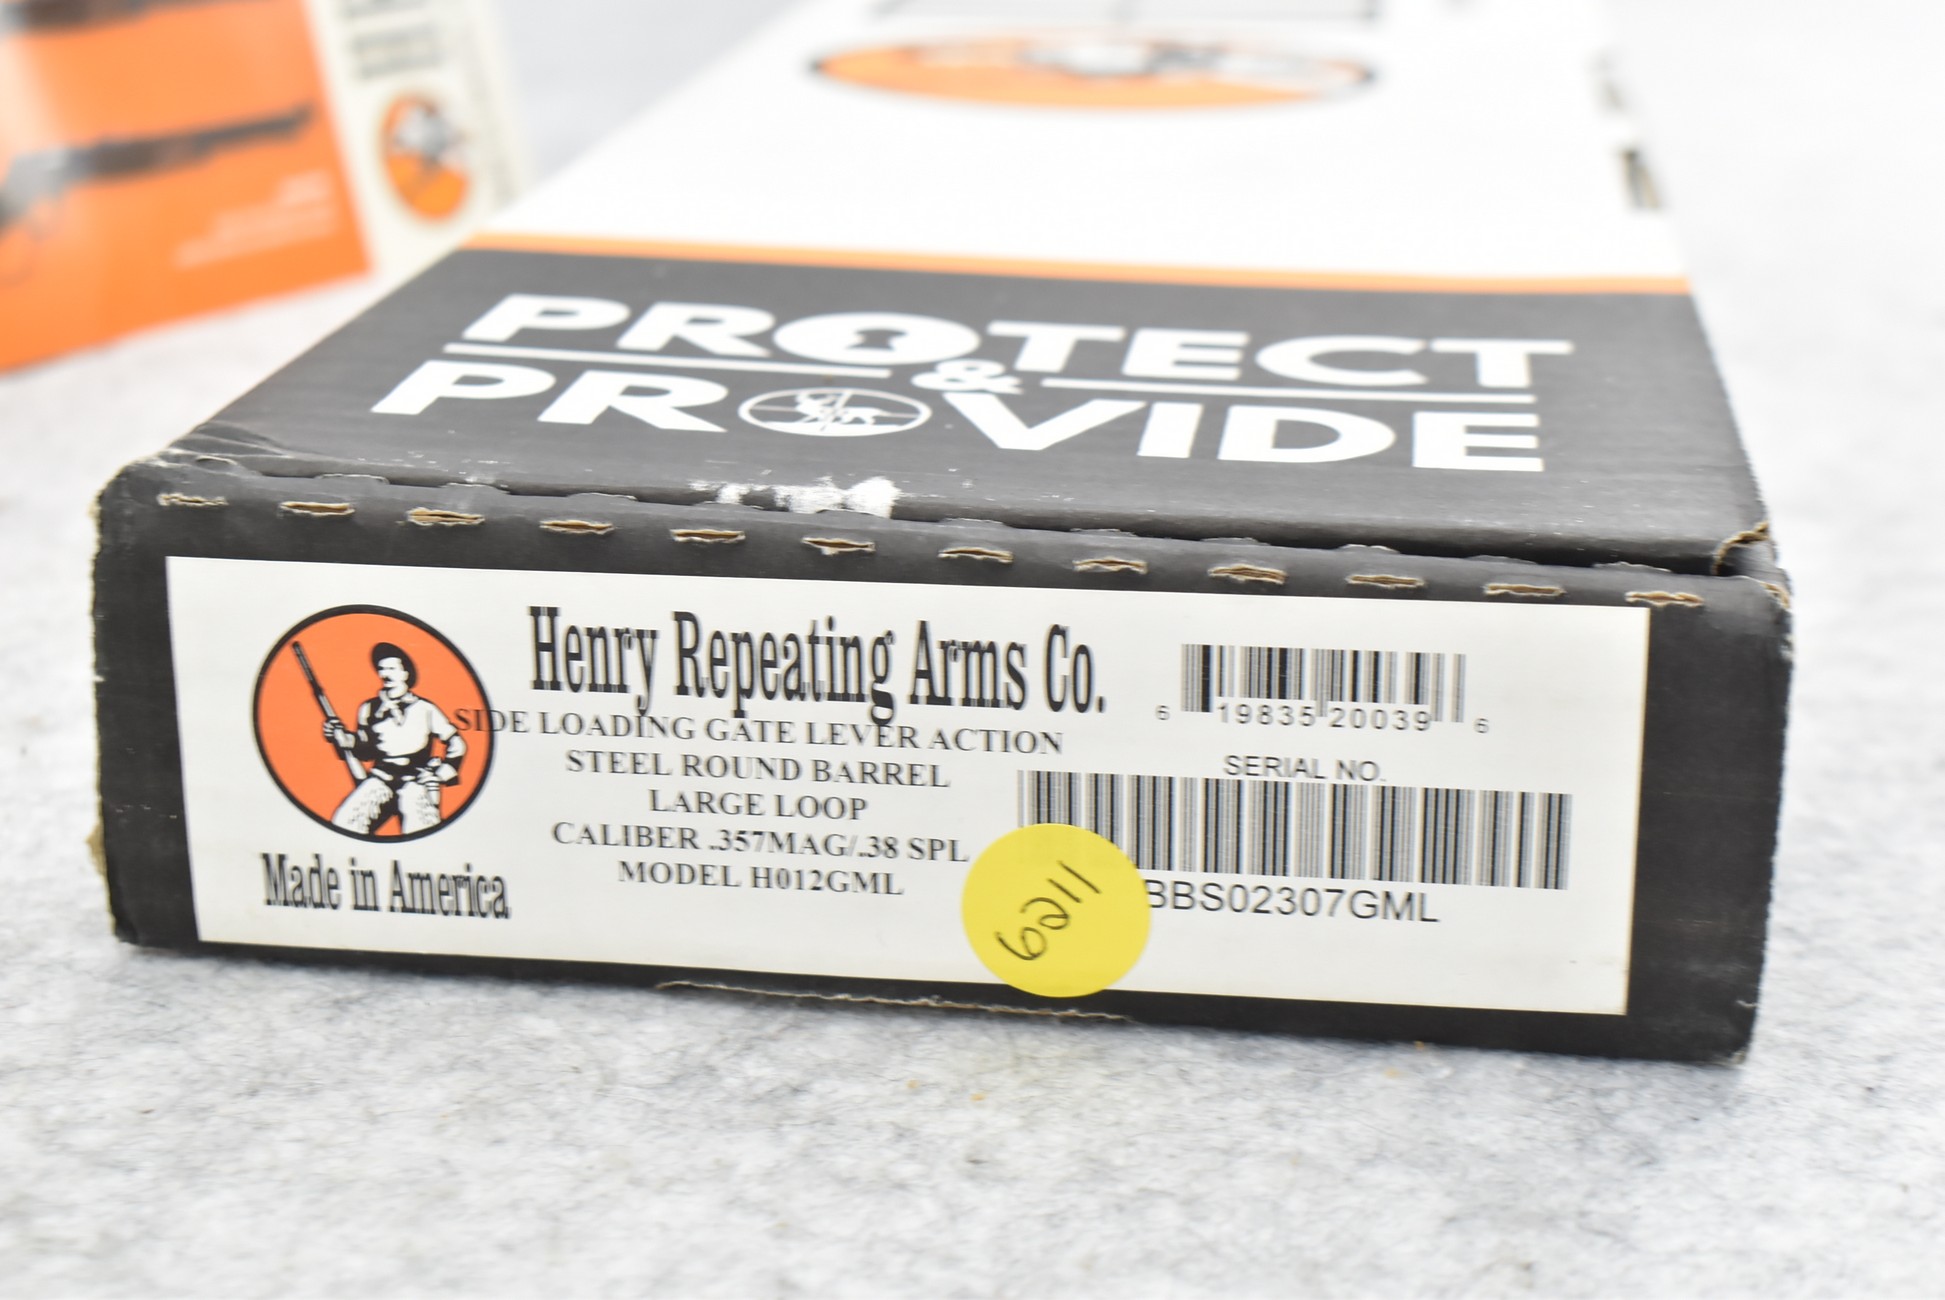 PROTECT
&
PROVIDE
Henry Repeating Arms Co.
SIDE LOADING GATE LEVER ACTION
STEEL ROUND BARREL
LARGE LOOP
CALIBER .357MAG/.38 SPL
MODEL H012GML
Made in America
6 19835 20039 6
SERIAL NO.
BBS02307GML
6211